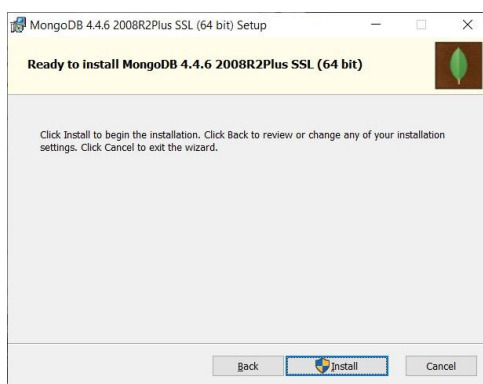 MongoDB 4.4.6 2008R2Plus SSL (64 bit) Setup
Ready to install MongoDB 4.4.6 2008R2Plus SSL (64 bit)
Click Install to begin the installation. Click Back to review or change any of your installation
settings. Click Cancel to exit the wizard.
Back Install Cancel